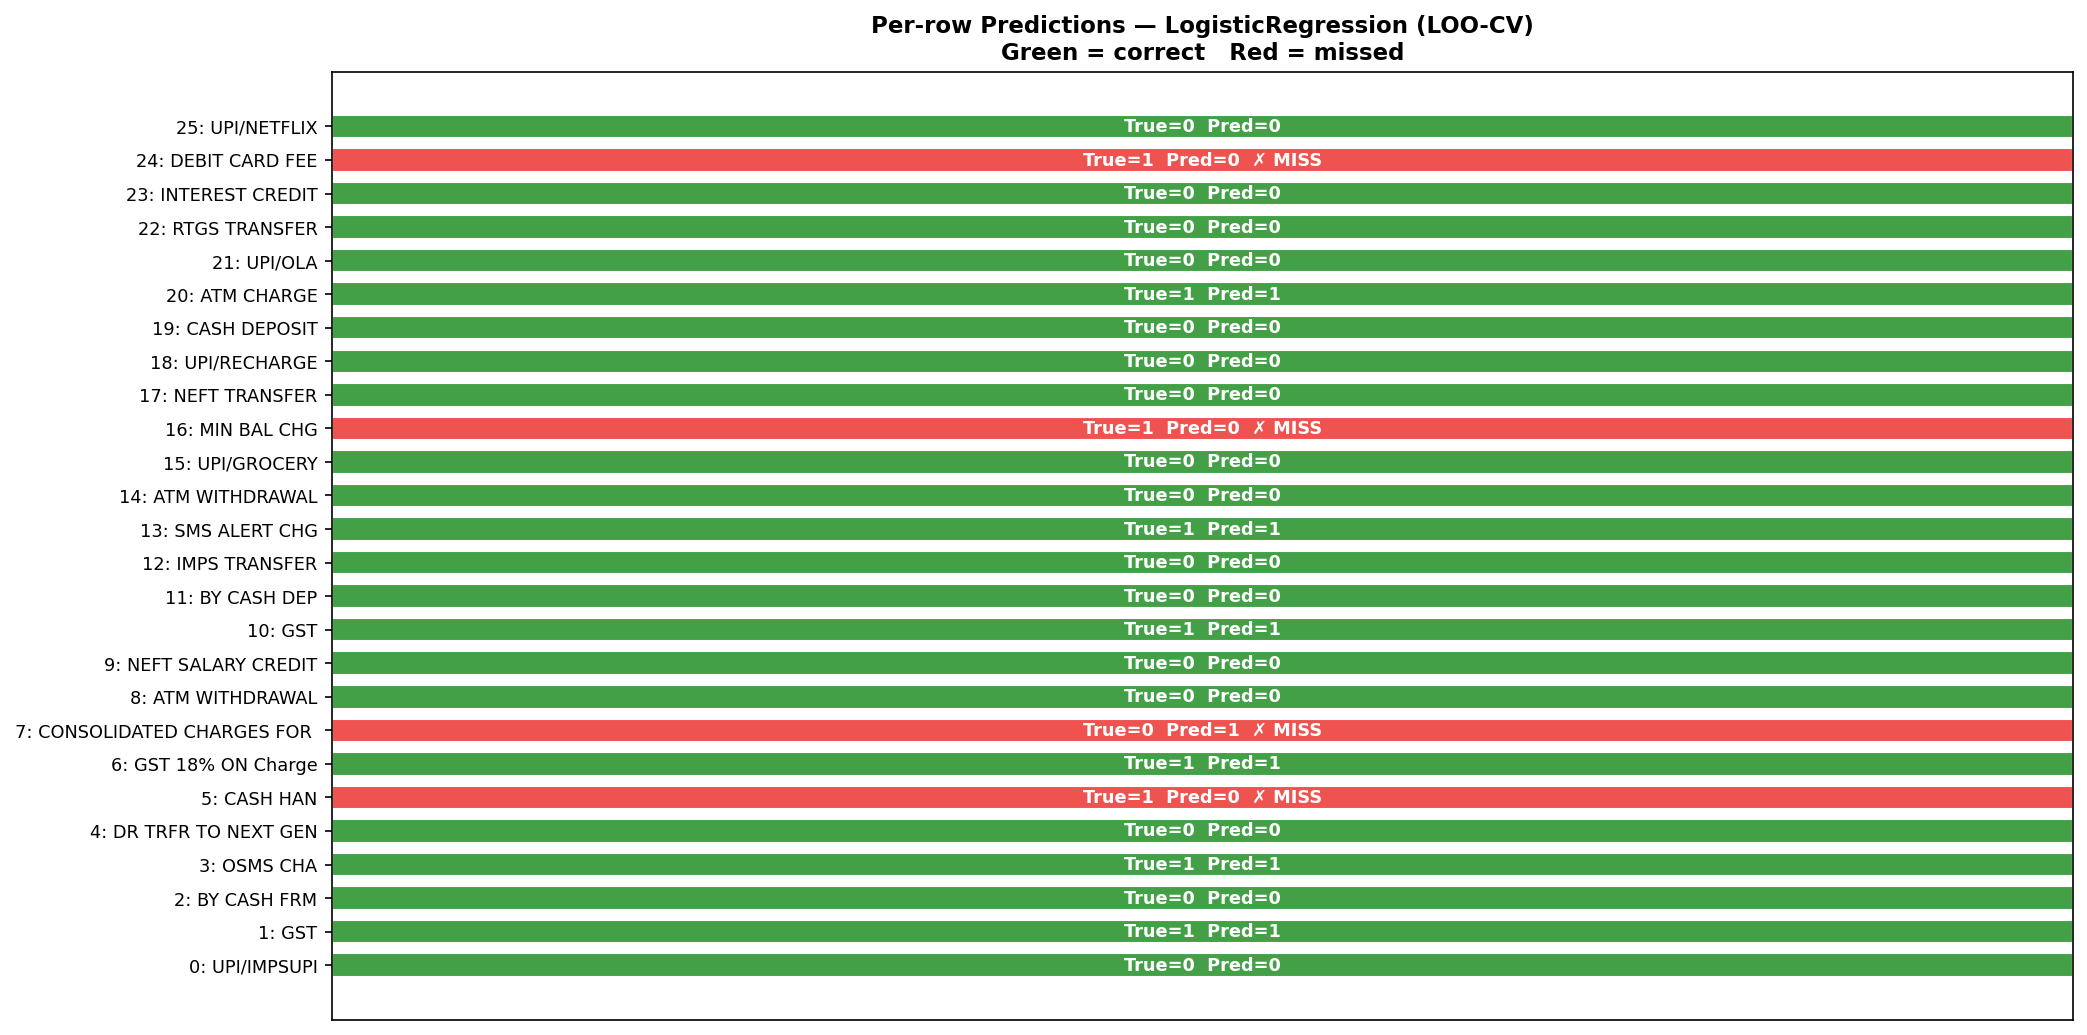 Per-row Predictions — LogisticRegression (LOO-CV)
Green = correct   Red = missed
25: UPI/NETFLIX True=0 Pred=0
24: DEBIT CARD FEE True=1 Pred=0 ✗ MISS
23: INTEREST CREDIT True=0 Pred=0
22: RTGS TRANSFER True=0 Pred=0
21: UPI/OLA True=0 Pred=0
20: ATM CHARGE True=1 Pred=1
19: CASH DEPOSIT True=0 Pred=0
18: UPI/RECHARGE True=0 Pred=0
17: NEFT TRANSFER True=0 Pred=0
16: MIN BAL CHG True=1 Pred=0 ✗ MISS
15: UPI/GROCERY True=0 Pred=0
14: ATM WITHDRAWAL True=0 Pred=0
13: SMS ALERT CHG True=1 Pred=1
12: IMPS TRANSFER True=0 Pred=0
11: BY CASH DEP True=0 Pred=0
10: GST True=1 Pred=1
9: NEFT SALARY CREDIT True=0 Pred=0
8: ATM WITHDRAWAL True=0 Pred=0
7: CONSOLIDATED CHARGES FOR True=0 Pred=1 ✗ MISS
6: GST 18% ON Charge True=1 Pred=1
5: CASH HAN True=1 Pred=0 ✗ MISS
4: DR TRFR TO NEXT GEN True=0 Pred=0
3: OSMS CHA True=1 Pred=1
2: BY CASH FRM True=0 Pred=0
1: GST True=1 Pred=1
0: UPI/IMPSUPI True=0 Pred=0